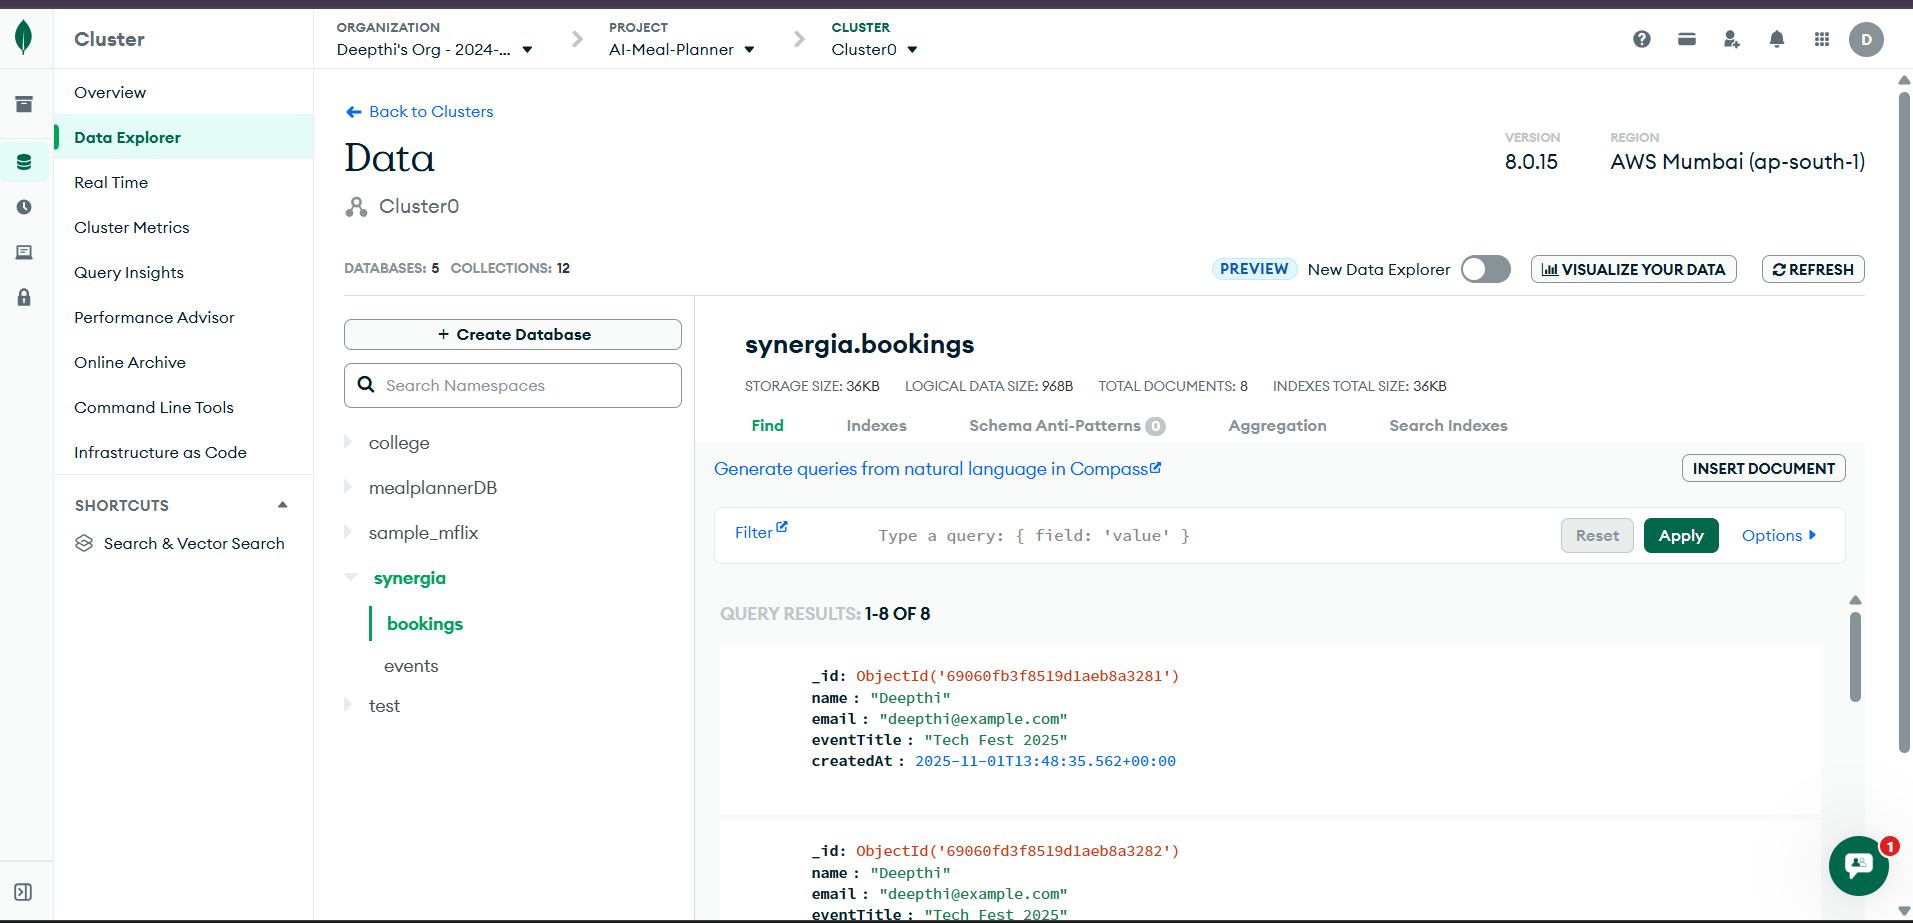 Cluster
ORGANIZATION
Deepthi's Org - 2024-...
PROJECT
AI-Meal-Planner
CLUSTER
Cluster0
D
Overview
Data Explorer
Real Time
Cluster Metrics
Query Insights
Performance Advisor
Online Archive
Command Line Tools
Infrastructure as Code
SHORTCUTS
Search & Vector Search
Back to Clusters
Data
Cluster0
VERSION
8.0.15
REGION
AWS Mumbai (ap-south-1)
DATABASES: 5 COLLECTIONS: 12
PREVIEW New Data Explorer
VISUALIZE YOUR DATA
REFRESH
+ Create Database
Search Namespaces
college
mealplannerDB
sample_mflix
synergia
bookings
events
test
synergia.bookings
STORAGE SIZE: 36KB LOGICAL DATA SIZE: 968B TOTAL DOCUMENTS: 8 INDEXES TOTAL SIZE: 36KB
Find Indexes Schema Anti-Patterns 0 Aggregation Search Indexes
Generate queries from natural language in Compass
INSERT DOCUMENT
Filter
Type a query: { field: 'value' }
Reset
Apply
Options
QUERY RESULTS: 1-8 OF 8
_id: ObjectId('69060fb3f8519d1aeb8a3281')
name : "Deepthi"
email : "deepthi@example.com"
eventTitle : "Tech Fest 2025"
createdAt : 2025-11-01T13:48:35.562+00:00
_id: ObjectId('69060fd3f8519d1aeb8a3282')
name : "Deepthi"
email : "deepthi@example.com"
eventTitle : "Tech Fest 2025"
1